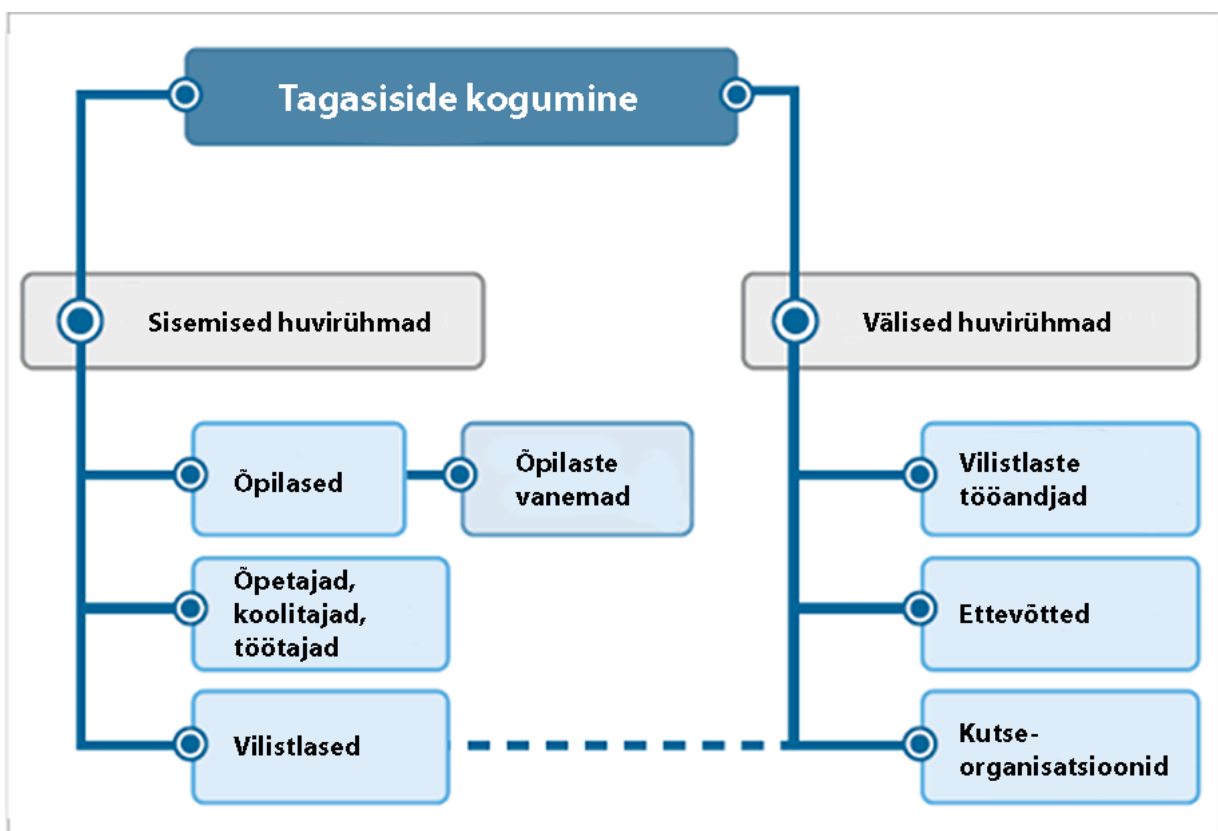 Tagasiside kogumine
Sisemised huvirühmad
Välised huvirühmad
Õpilased
Õpilaste
vanemad
Vilistlaste
tööandjad
Õpetajad,
koolitajad,
töötajad
Ettevõtted
Vilistlased
Kutse-
organisatsioonid